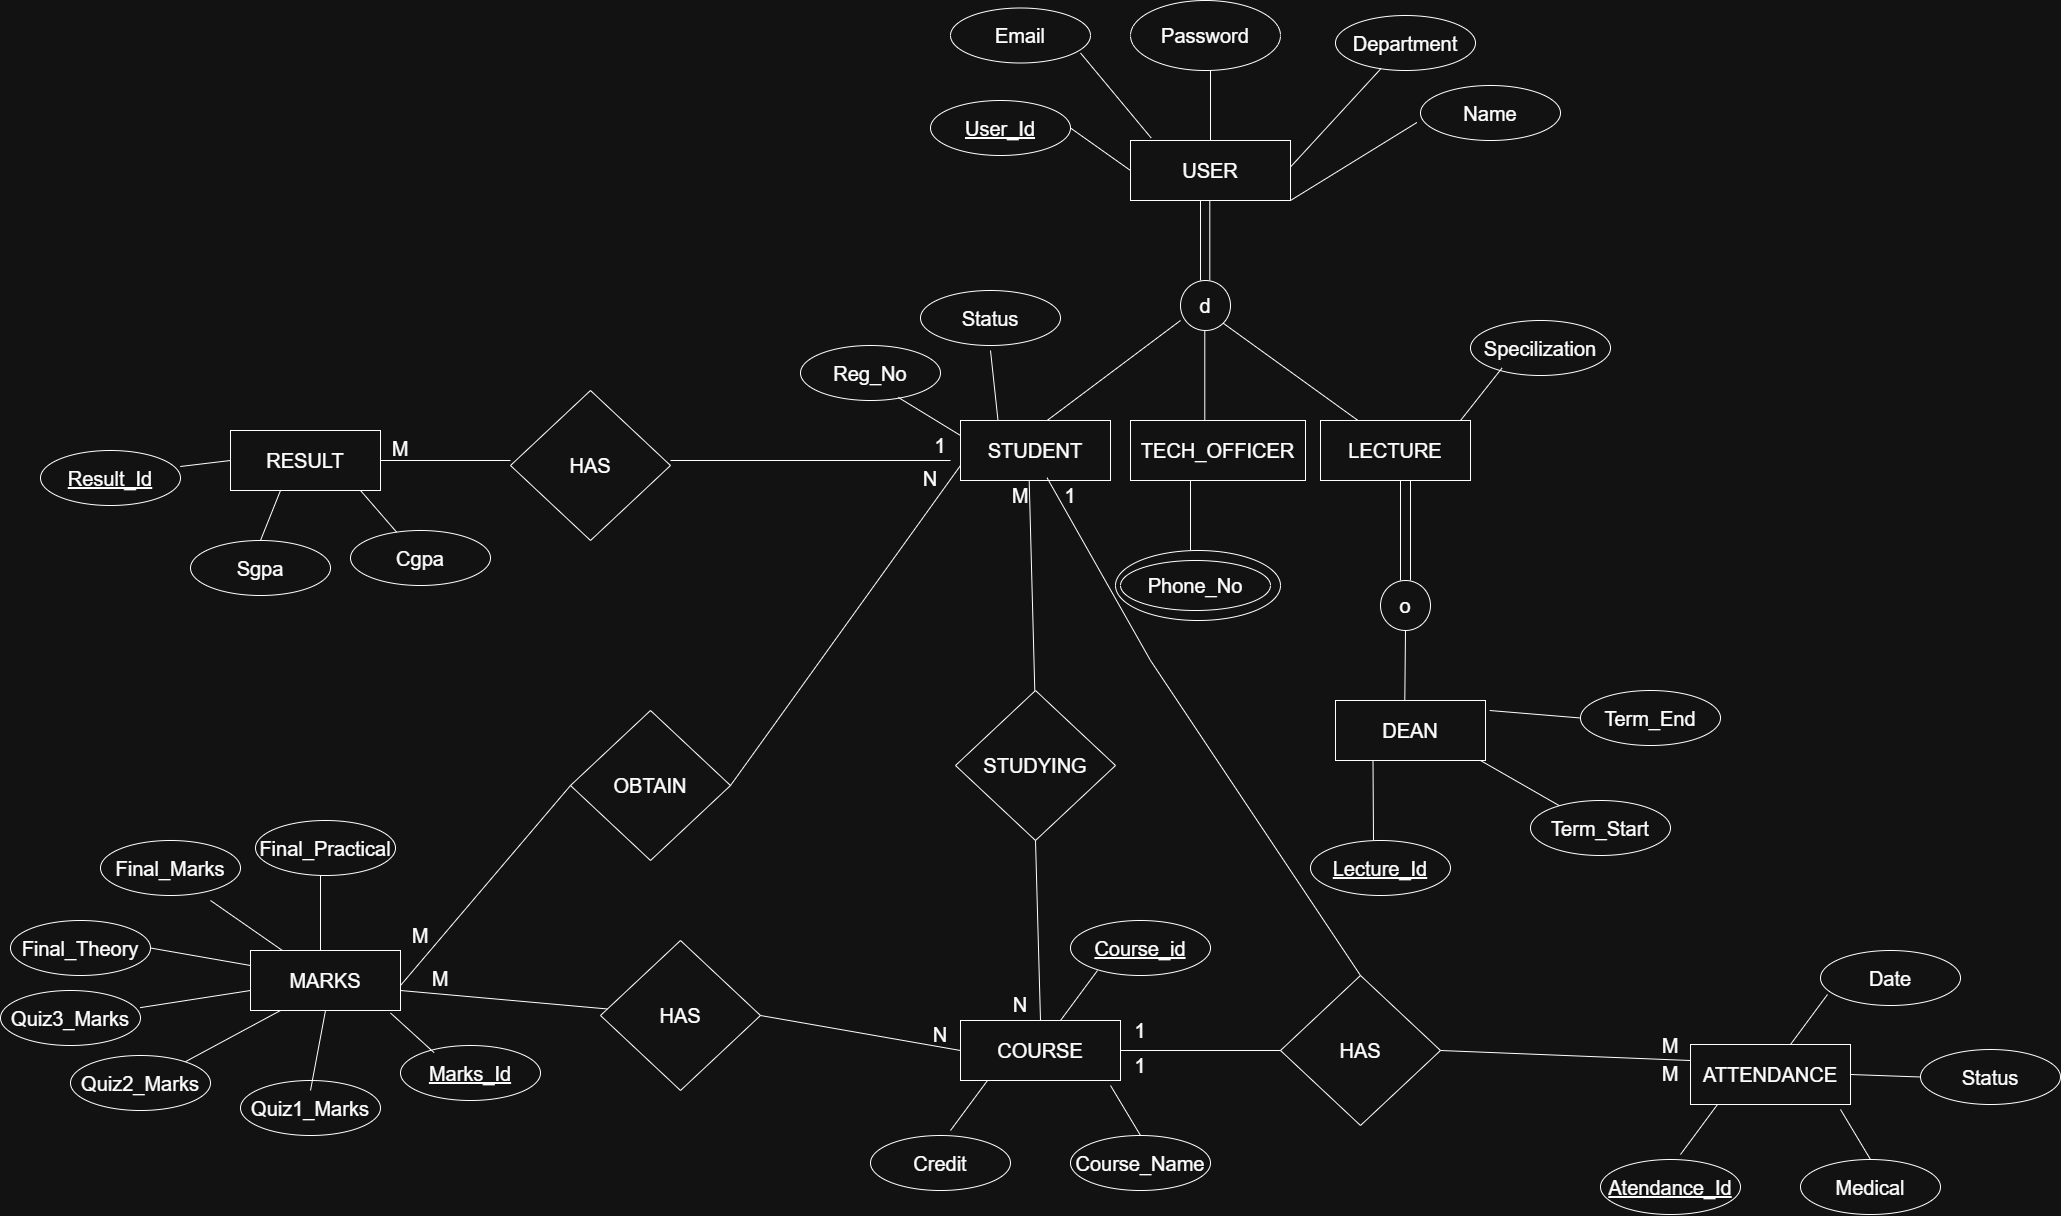 Email
Password
Department
Name
User_Id
USER
d
Status
Specilization
Reg_No
M
HAS
1
STUDENT
TECH_OFFICER
LECTURE
RESULT
Result_Id
N
M
1
Sgpa
Cgpa
Phone_No
o
DEAN
Term_End
OBTAIN
STUDYING
Term_Start
Lecture_Id
Final_Marks
Final_Practical
Final_Theory
M
Course_id
MARKS
M
Date
Quiz3_Marks
HAS
N
N
COURSE
1
1
HAS
M
M
ATTENDANCE
Status
Quiz2_Marks
Quiz1_Marks
Marks_Id
Credit
Course_Name
Atendance_Id
Medical